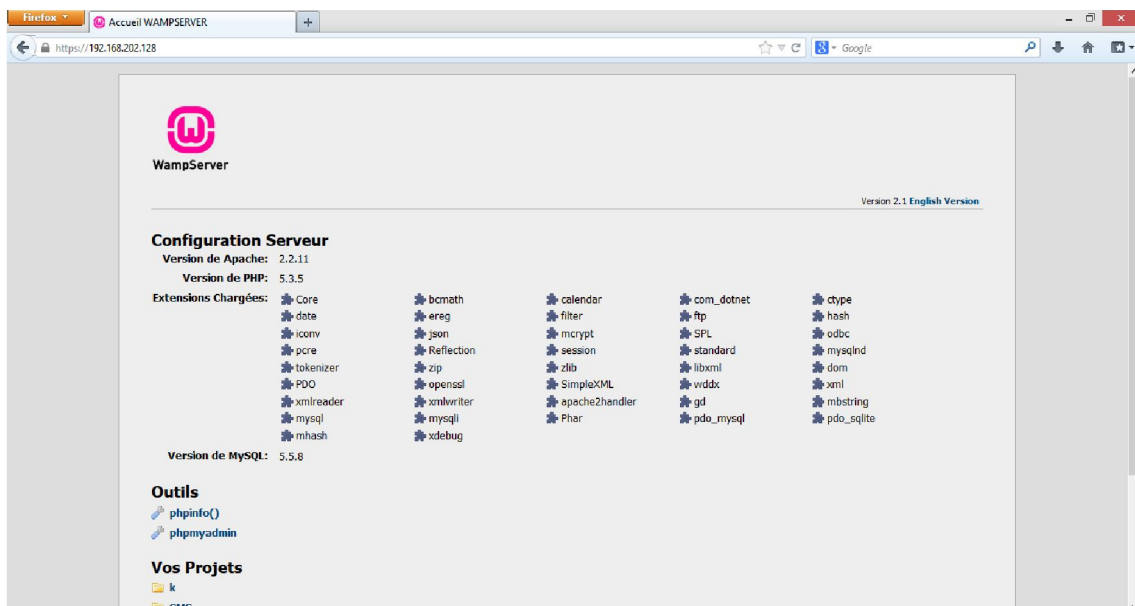 Firefox
Accueil WAMPSERVER
https://192.168.202.128
Google
WampServer
Version 2.1 English Version
Configuration Serveur
Version de Apache: 2.2.11
Version de PHP: 5.3.5
Extensions Chargées: Core bcmath calendar com_dotnet ctype
date ereg filter ftp hash
iconv json mcrypt SPL odbc
pcre Reflection session standard mysqlnd
tokenizer zip zlib libxml dom
PDO openssl SimpleXML wddx xml
xmlreader xmlwriter apache2handler gd mbstring
mysql mysqli Phar pdo_mysql pdo_sqlite
mhash xdebug
Version de MySQL: 5.5.8
Outils
phpinfo()
phpmyadmin
Vos Projets
k